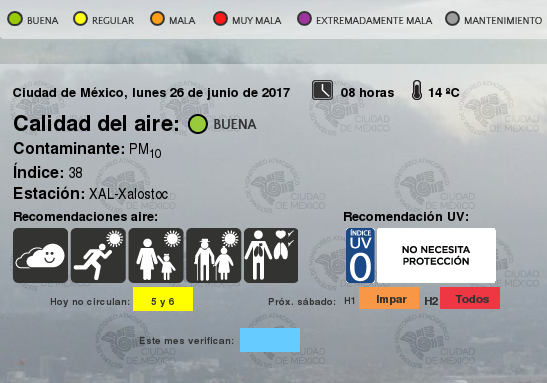 BUENA REGULAR MALA MUY MALA EXTREMADAMENTE MALA MANTENIMIENTO
Ciudad de México, lunes 26 de junio de 2017 08 horas 14 ºC
Calidad del aire: BUENA
Contaminante: PM10
Índice: 38
Estación: XAL-Xalostoc
Recomendaciones aire: Recomendación UV:
ÍNDICE
UV
0
NO NECESITA
PROTECCIÓN
Hoy no circulan: 5 y 6 Próx. sábado: H1 Impar H2 Todos
Este mes verifican: